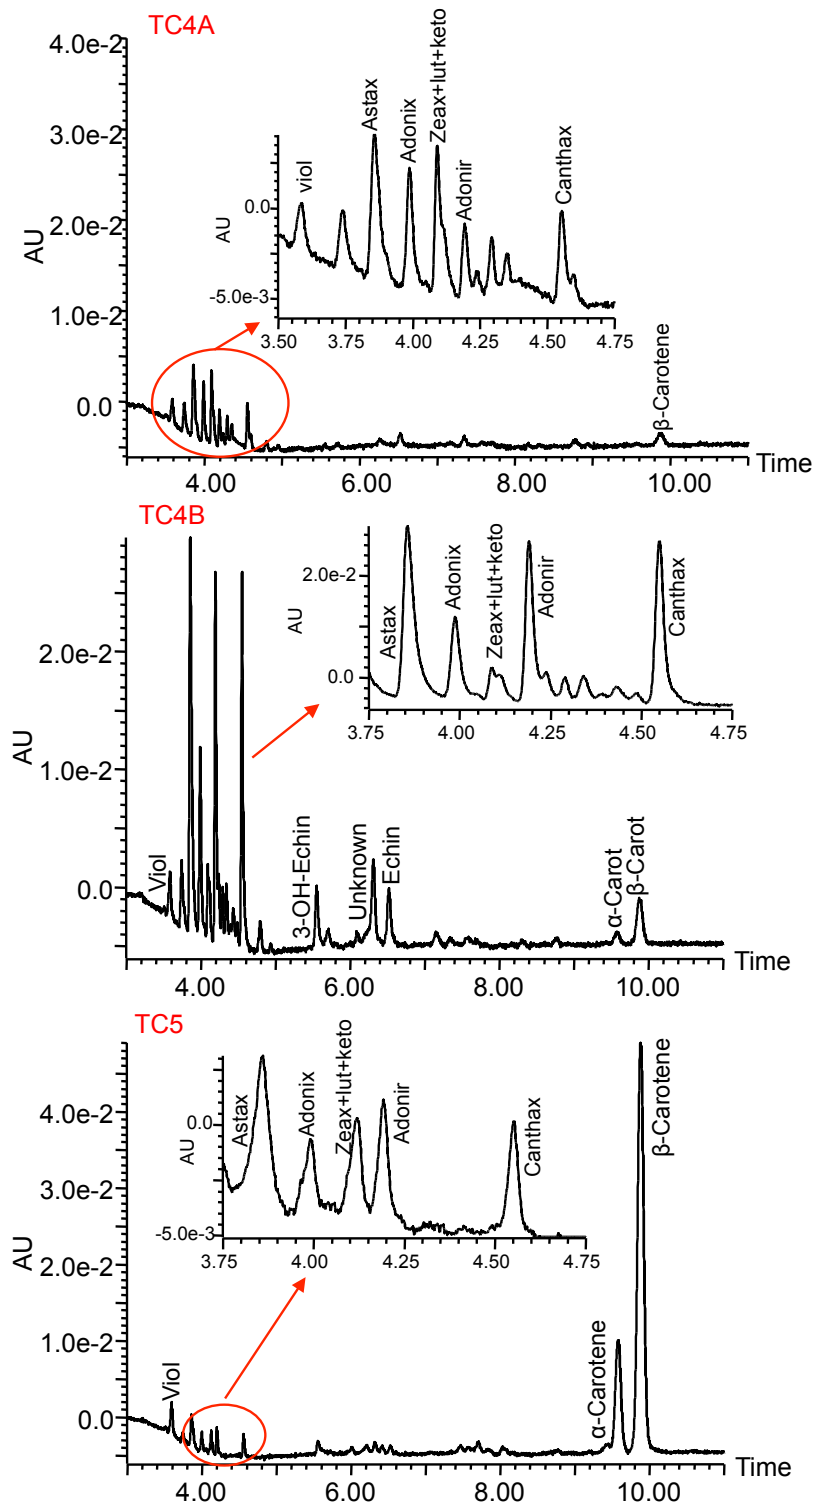 TC4A
4.0e-2
3.0e-2
2.0e-2
1.0e-2
0.0
AU
4.00
6.00
8.00
10.00
Time
β-Carotene
viol
Astax
Adonix
Zeax+lut+keto
Adonir
Canthax
AU
0.0
-5.0e-3
3.50
3.75
4.00
4.25
4.50
4.75
TC4B
2.0e-2
1.0e-2
0.0
AU
4.00
6.00
8.00
10.00
Time
Viol
3-OH-Echin
Unknown
Echin
α-Carot
β-Carot
AU
2.0e-2
0.0
Astax
Adonix
Zeax+lut+keto
Adonir
Canthax
3.75
4.00
4.25
4.50
4.75
TC5
4.0e-2
3.0e-2
2.0e-2
1.0e-2
0.0
AU
4.00
6.00
8.00
10.00
Time
Viol
α-Carotene
β-Carotene
AU
0.0
-5.0e-3
Astax
Adonix
Zeax+lut+keto
Adonir
Canthax
3.75
4.00
4.25
4.50
4.75